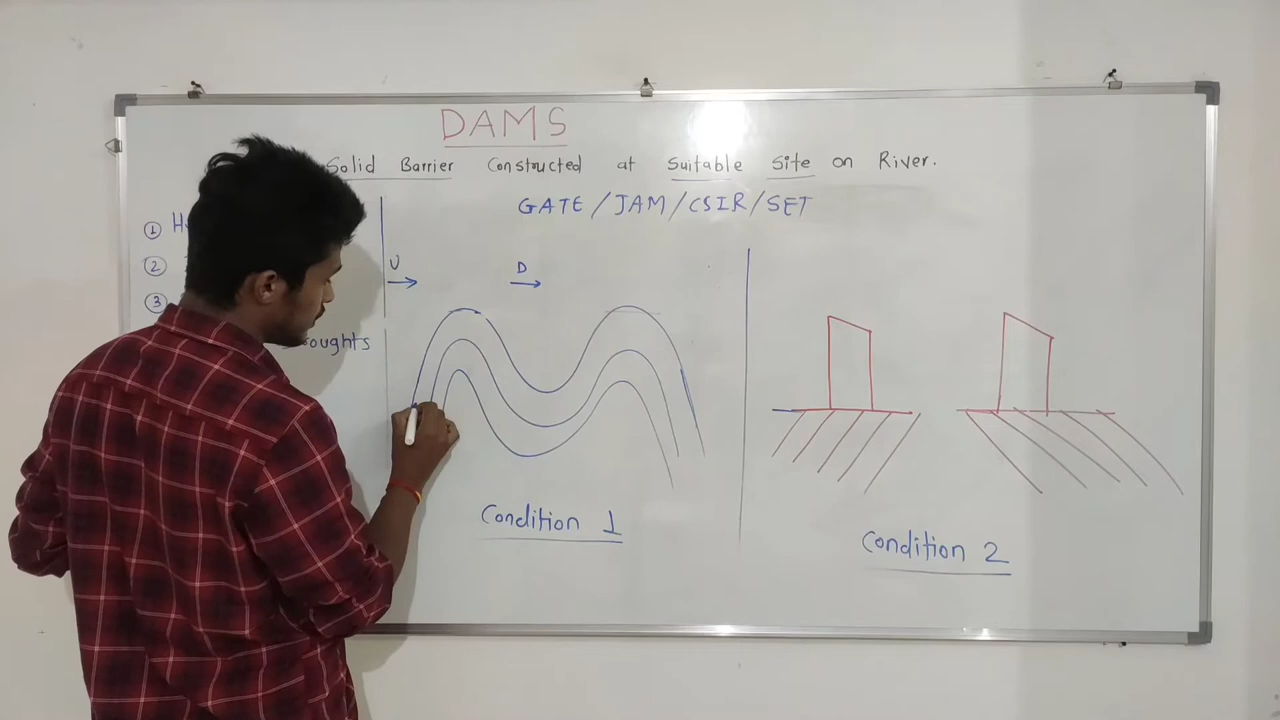 DAMS
Solid Barrier Constructed at Suitable Site on River.
GATE / JAM / CSIR / SET
1
2
3
U
D
Condition 1
Condition 2